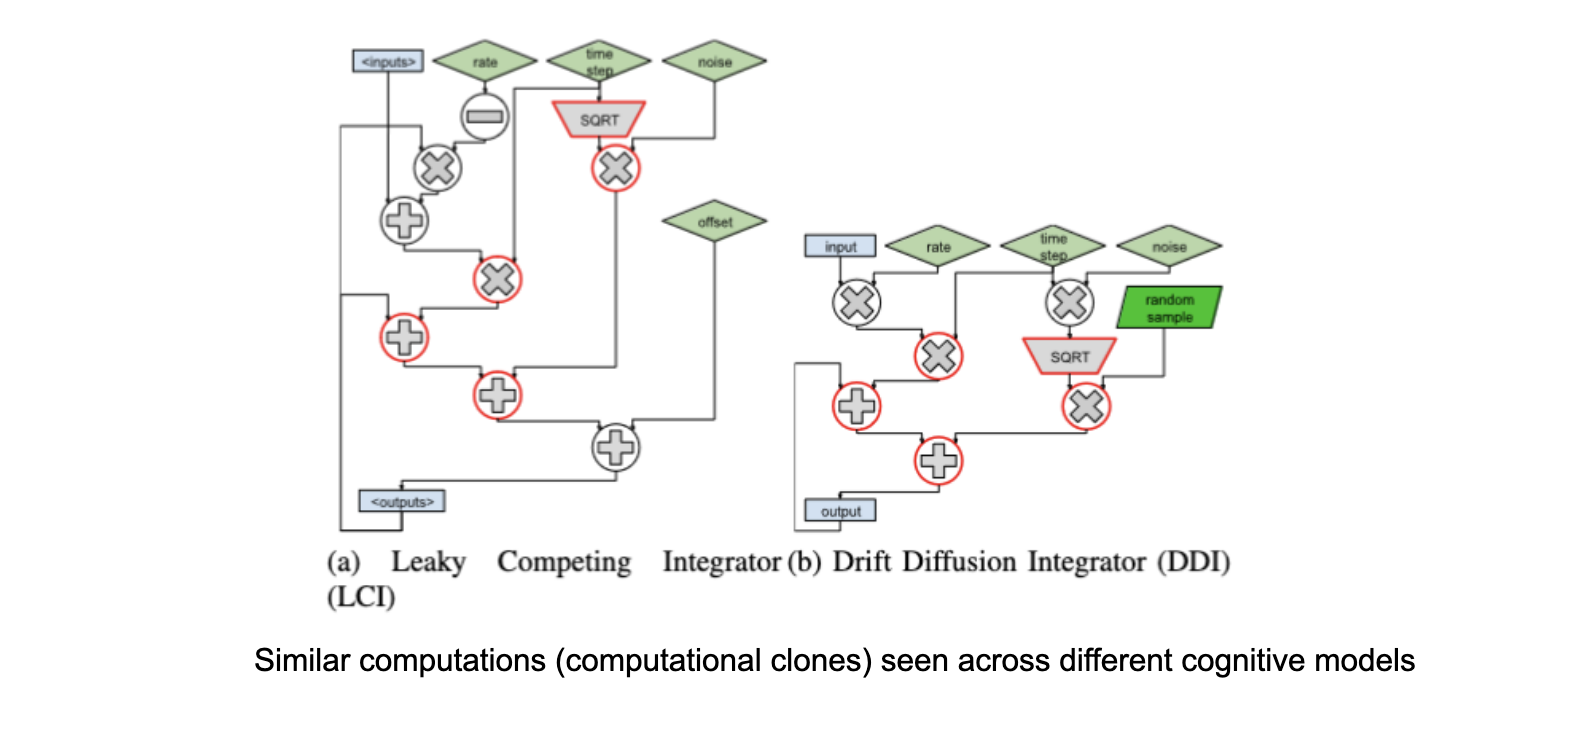 <inputs>
rate
time
step
noise
SQRT
offset
<outputs>
input
rate
time
step
noise
random
sample
SQRT
output
(a) Leaky Competing Integrator
(LCI)
(b) Drift Diffusion Integrator (DDI)
Similar computations (computational clones) seen across different cognitive models